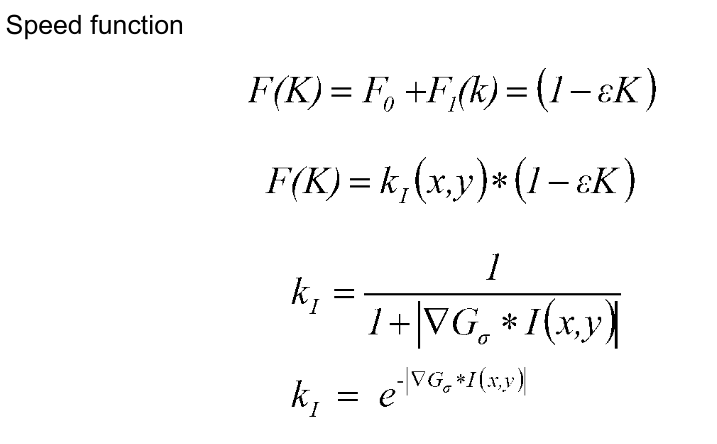 Speed function
F(K) = F₀ +F₁(k) = (1 − εK)
F(K) = k_I(x,y)*(1 − εK)
k_I = 1 / (1+|∇G_σ * I(x,y)|)
k_I = e^{-|∇G_σ*I(x,y)|}